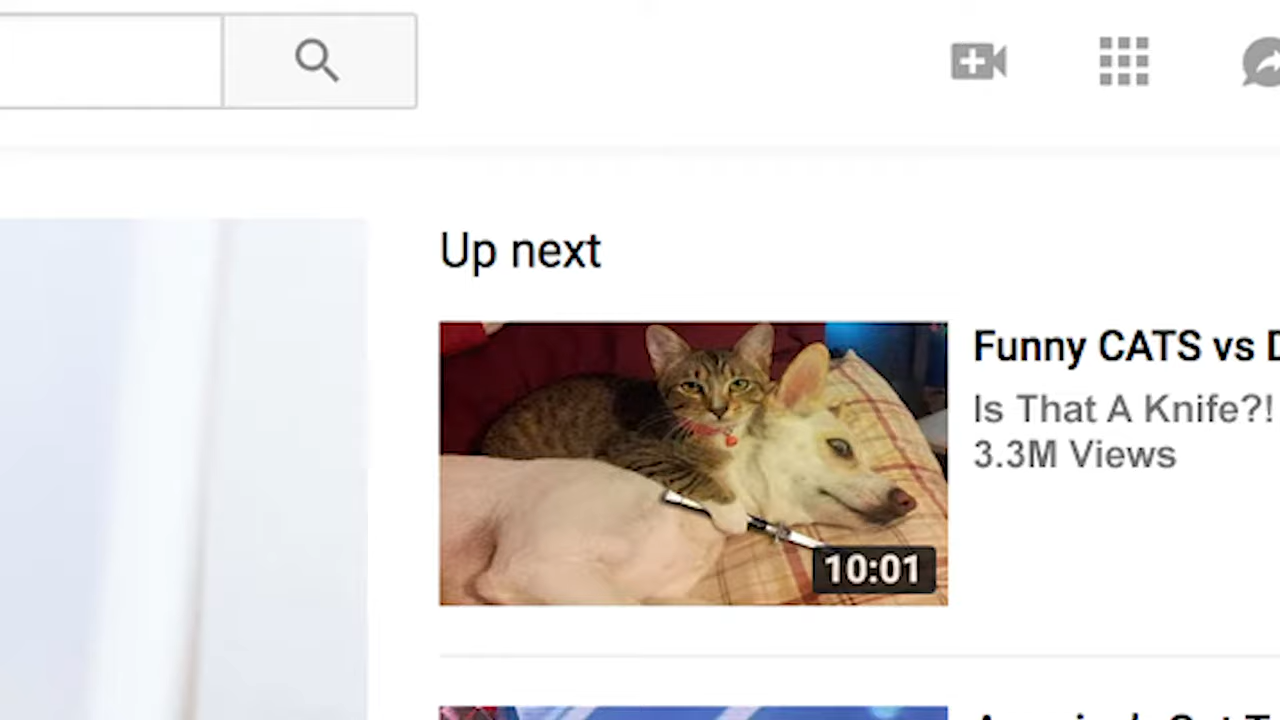 Up next
Funny CATS vs
Is That A Knife?!
3.3M Views
10:01